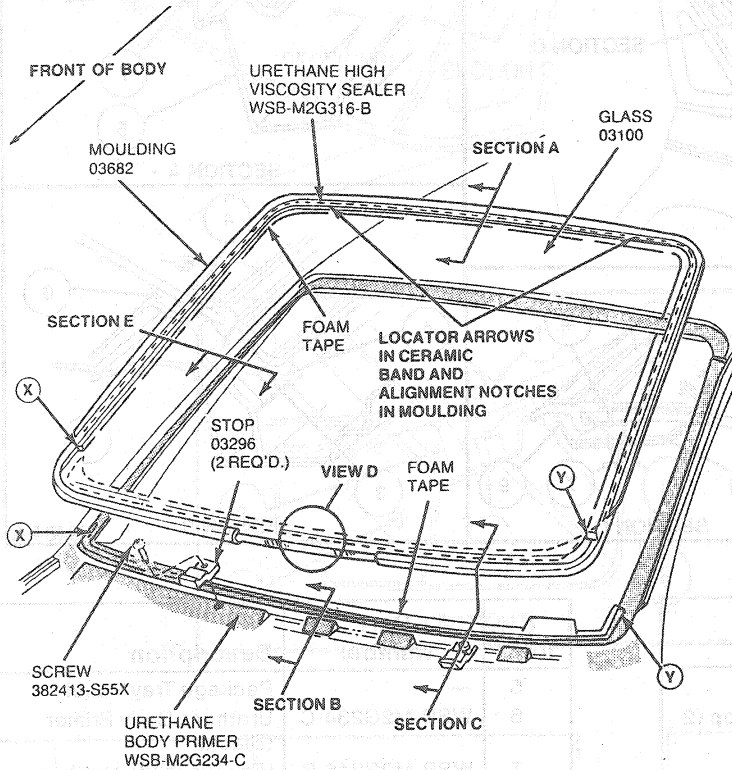 FRONT OF BODY
URETHANE HIGH
VISCOSITY SEALER
WSB-M2G316-B
GLASS
03100
MOULDING
03682
SECTION A
SECTION E
FOAM
TAPE
LOCATOR ARROWS
IN CERAMIC
BAND AND
ALIGNMENT NOTCHES
IN MOULDING
X
STOP
03296
(2 REQ'D.)
VIEW D
FOAM
TAPE
Y
X
SCREW
382413-S55X
SECTION B
SECTION C
Y
URETHANE
BODY PRIMER
WSB-M2G234-C